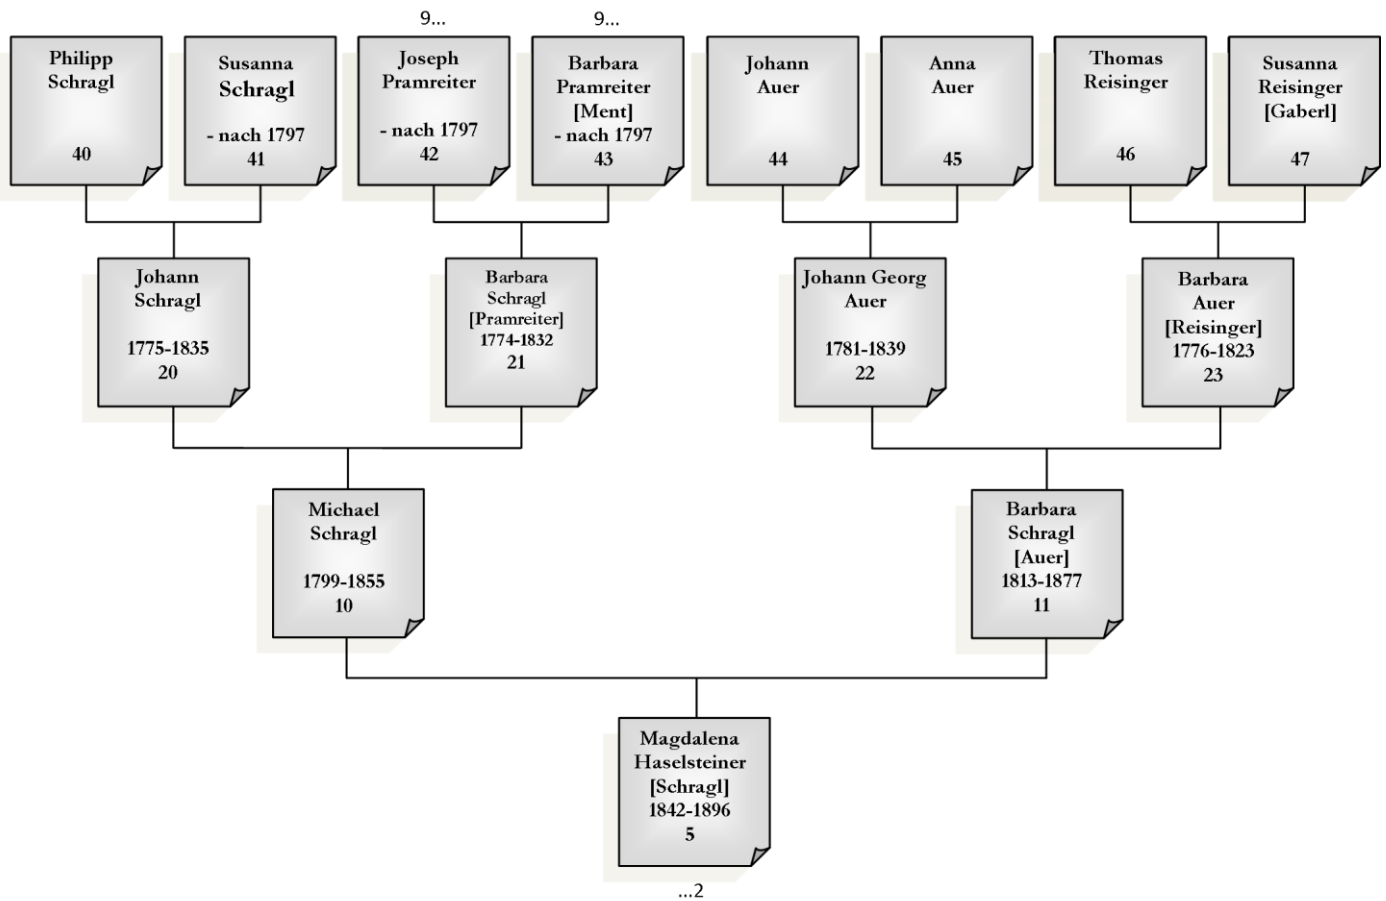 9...
9...
Philipp
Schragl
40
Susanna
Schragl
- nach 1797
41
Joseph
Pramreiter
- nach 1797
42
Barbara
Pramreiter
[Ment]
- nach 1797
43
Johann
Auer
44
Anna
Auer
45
Thomas
Reisinger
46
Susanna
Reisinger
[Gaberl]
47
Johann
Schragl
1775-1835
20
Barbara
Schragl
[Pramreiter]
1774-1832
21
Johann Georg
Auer
1781-1839
22
Barbara
Auer
[Reisinger]
1776-1823
23
Michael
Schragl
1799-1855
10
Barbara
Schragl
[Auer]
1813-1877
11
Magdalena
Haselsteiner
[Schragl]
1842-1896
5
...2